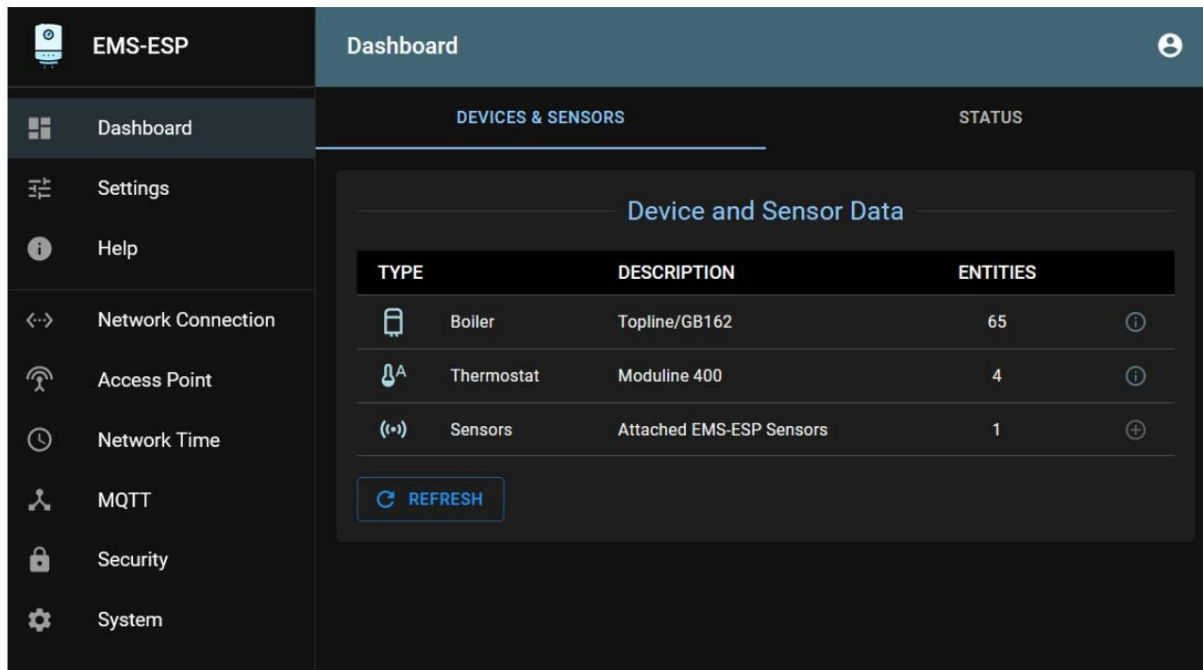 EMS-ESP
Dashboard
Settings
Help
Network Connection
Access Point
Network Time
MQTT
Security
System
Dashboard
DEVICES & SENSORS STATUS
Device and Sensor Data
TYPE DESCRIPTION ENTITIES
Boiler Topline/GB162 65
A Thermostat Moduline 400 4
Sensors Attached EMS-ESP Sensors 1
REFRESH